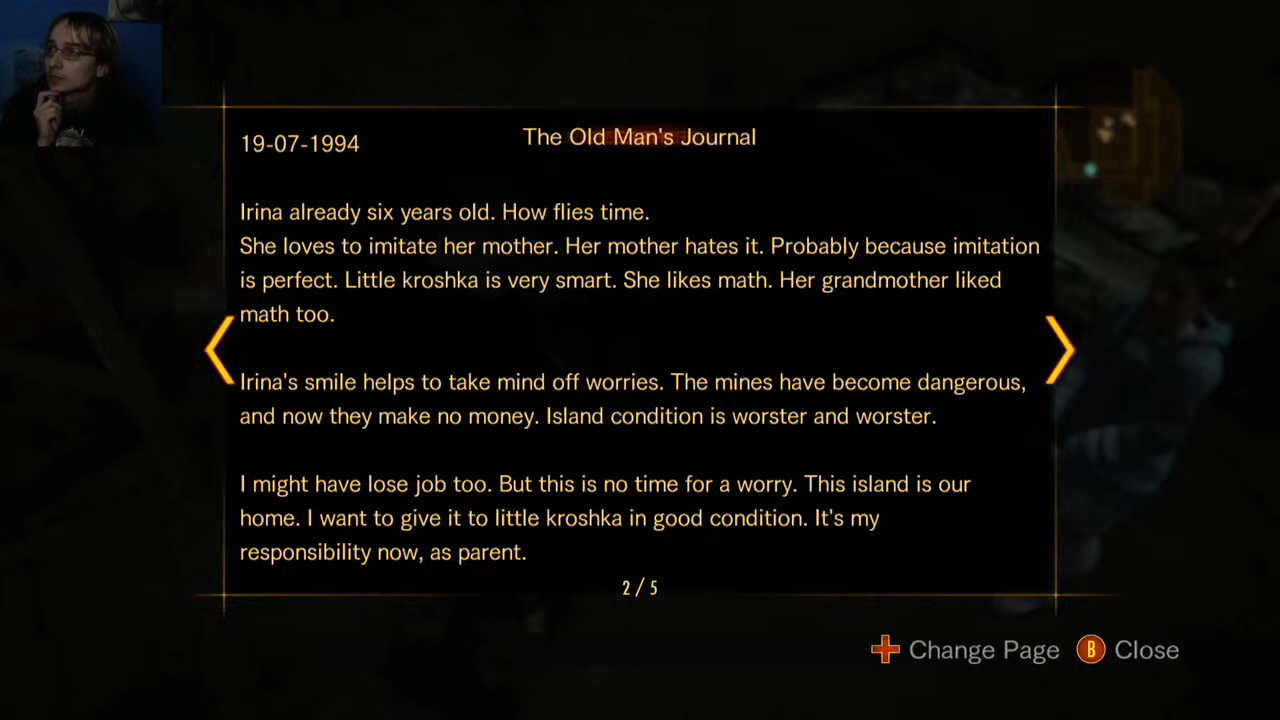 The Old Man's Journal
19-07-1994
Irina already six years old. How flies time.
She loves to imitate her mother. Her mother hates it. Probably because imitation
is perfect. Little kroshka is very smart. She likes math. Her grandmother liked
math too.
Irina's smile helps to take mind off worries. The mines have become dangerous,
and now they make no money. Island condition is worster and worster.
I might have lose job too. But this is no time for a worry. This island is our
home. I want to give it to little kroshka in good condition. It's my
responsibility now, as parent.
2 / 5
Change Page B Close